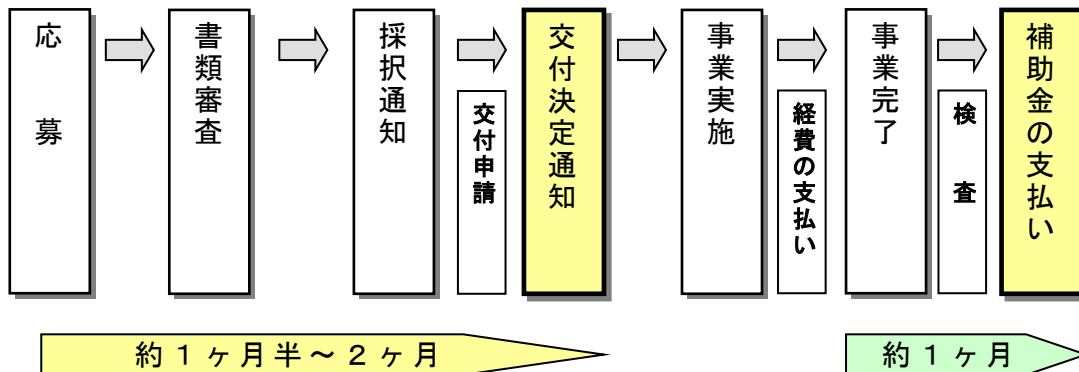 応募
書類審査
採択通知
交付申請
交付決定通知
事業実施
経費の支払い
事業完了
検査
補助金の支払い
約１ヶ月半～２ヶ月
約１ヶ月